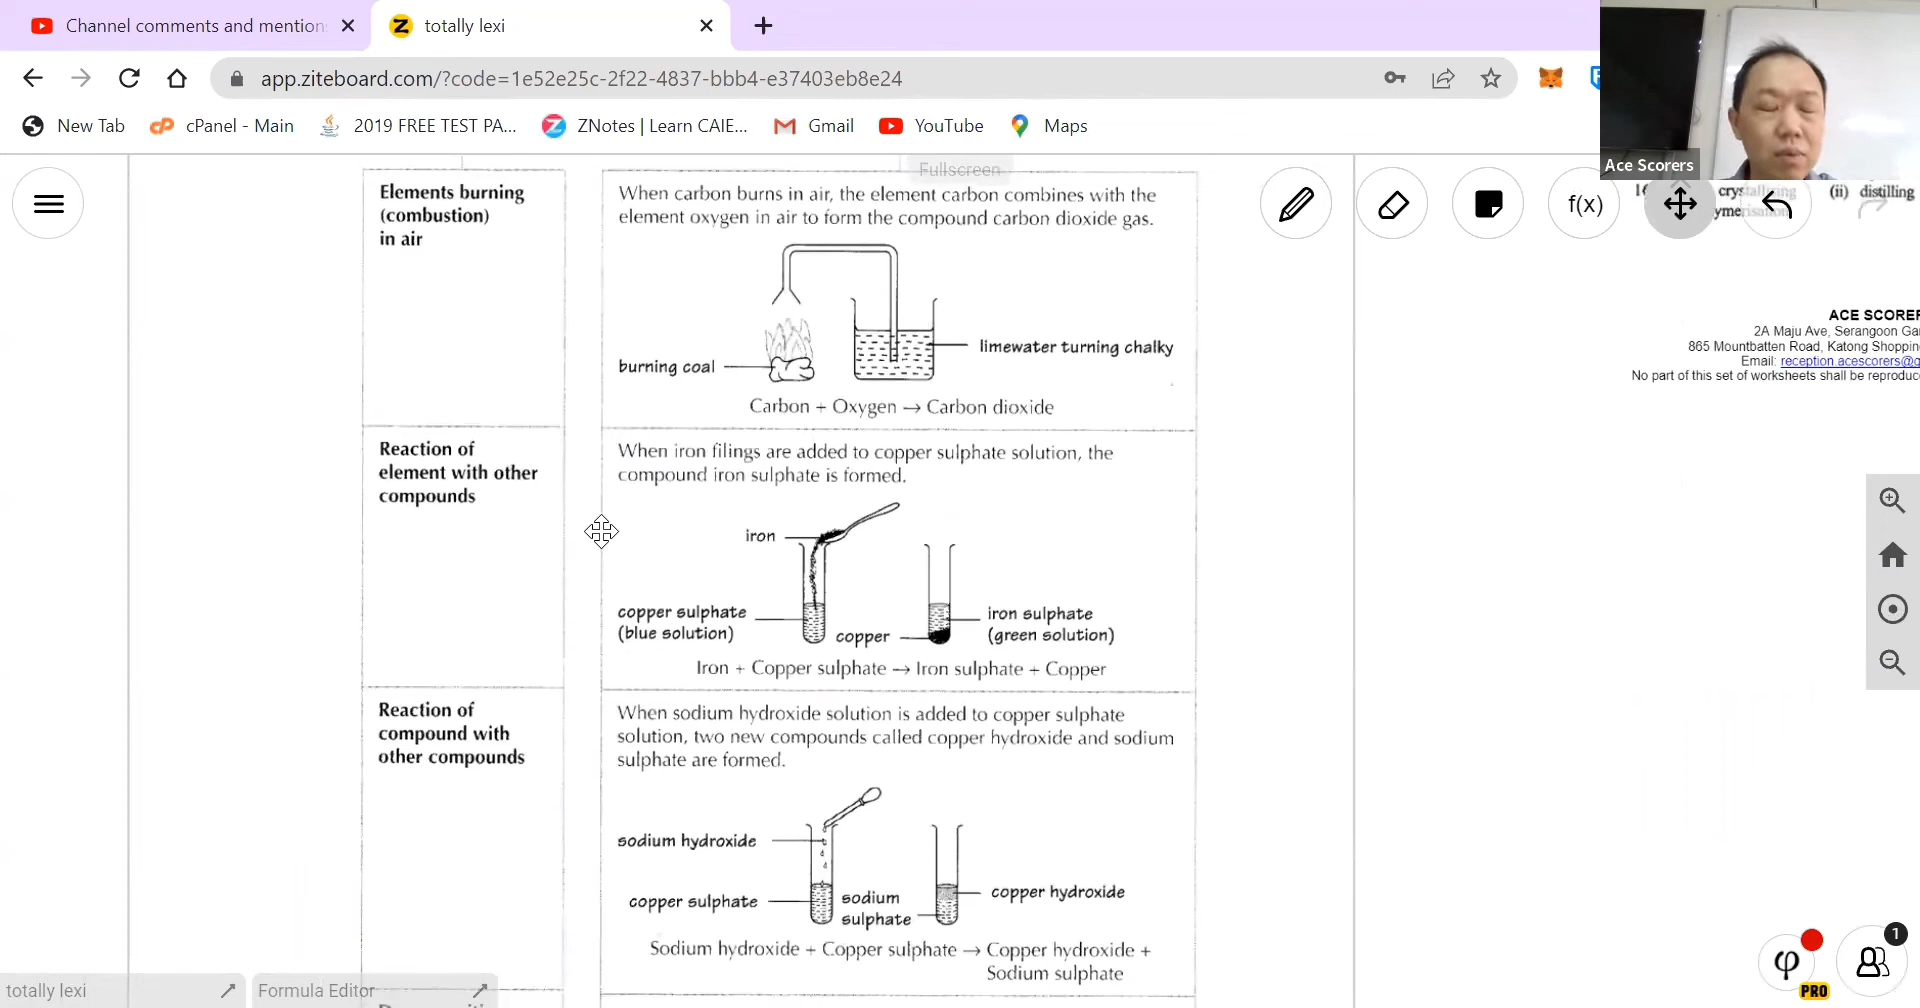 Channel comments and mention
totally lexi
app.ziteboard.com/?code=1e52e25c-2f22-4837-bbb4-e37403eb8e24
New Tab
cPanel - Main
2019 FREE TEST PA...
ZNotes | Learn CAIE...
Gmail
YouTube
Maps
Ace Scorers
Fullscreen
f(x)
(ii) distilling
Elements burning
(combustion)
in air
When carbon burns in air, the element carbon combines with the
element oxygen in air to form the compound carbon dioxide gas.
limewater turning chalky
burning coal
Carbon + Oxygen → Carbon dioxide
ACE SCORER
2A Maju Ave, Serangoon Ga
865 Mountbatten Road, Katong Shoppin
Email: reception.acescorers@g
No part of this set of worksheets shall be reproduc
Reaction of
element with other
compounds
When iron filings are added to copper sulphate solution, the
compound iron sulphate is formed.
iron
copper sulphate
(blue solution)
copper
iron sulphate
(green solution)
Iron + Copper sulphate → Iron sulphate + Copper
Reaction of
compound with
other compounds
When sodium hydroxide solution is added to copper sulphate
solution, two new compounds called copper hydroxide and sodium
sulphate are formed.
sodium hydroxide
copper sulphate
sodium
sulphate
copper hydroxide
Sodium hydroxide + Copper sulphate → Copper hydroxide +
Sodium sulphate
totally lexi
Formula Editor
φ
PRO
1